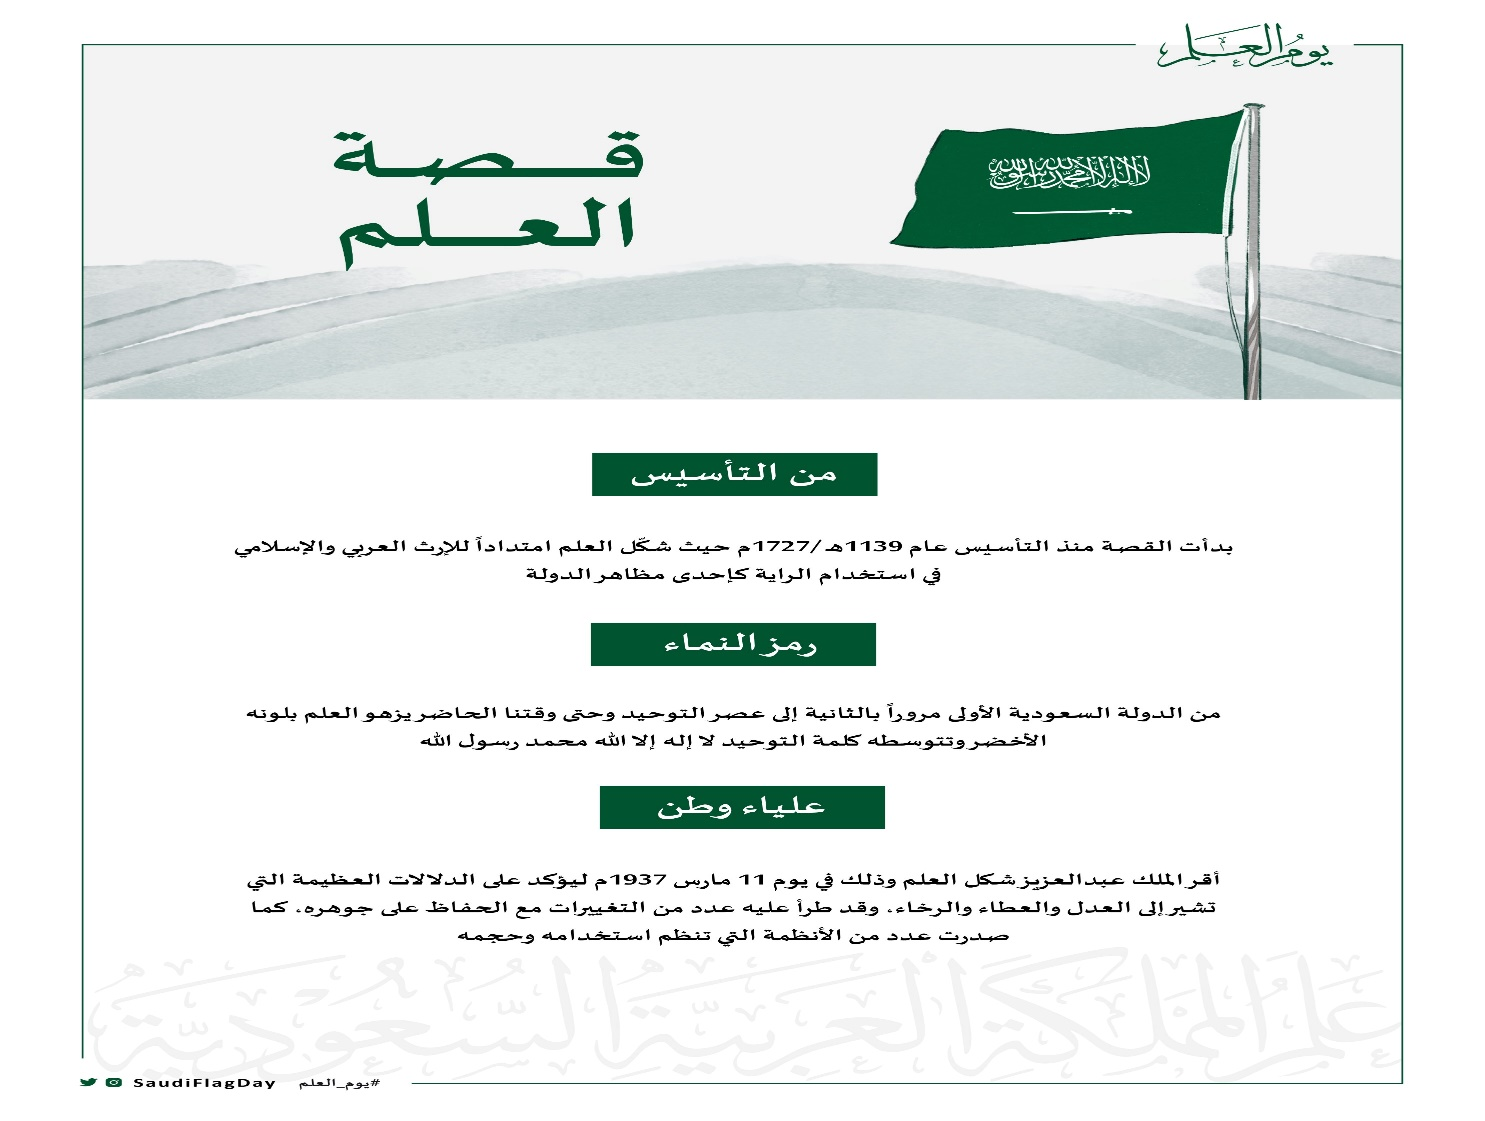 يوم العلم
قصة
العلم
لا إله إلا الله محمد رسول الله
من التأسيس
بدأت القصة منذ التأسيس عام 1139هـ/1727م حيث شكّل العلم امتداداً للإرث العربي والإسلامي
في استخدام الراية كإحدى مظاهر الدولة
رمز النماء
من الدولة السعودية الأولى مروراً بالثانية إلى عصر التوحيد وحتى وقتنا الحاضر يزهو العلم بلونه
الأخضر وتتوسطه كلمة التوحيد لا إله إلا الله محمد رسول الله
علياء وطن
أقر الملك عبدالعزيز شكل العلم وذلك في يوم 11 مارس 1937م ليؤكد على الدلالات العظيمة التي
تشير إلى العدل والعطاء والرخاء، وقد طرأ عليه عدد من التغييرات مع الحفاظ على جوهره، كما
صدرت عدد من الأنظمة التي تنظم استخدامه وحجمه
علم المملكة العربية السعودية
SaudiFlagDay #يوم_العلم